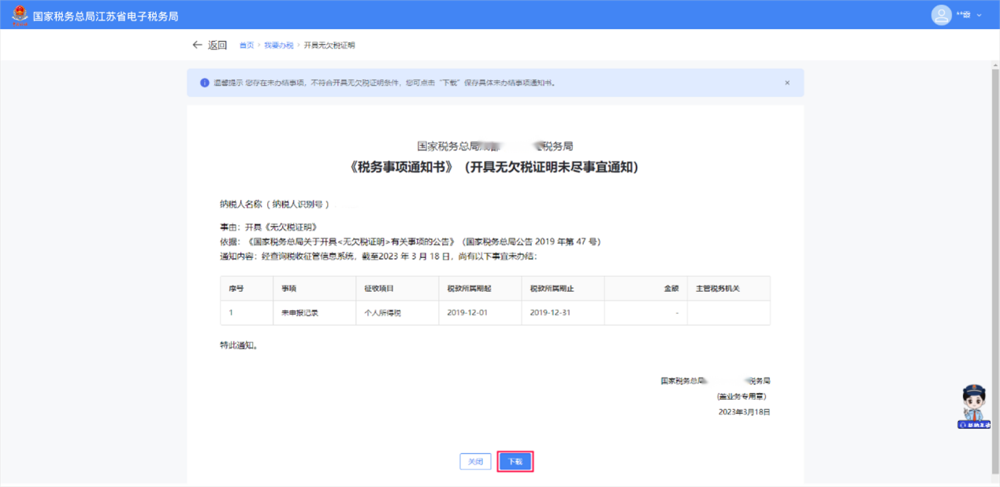 国家税务总局江苏省电子税务局
返回 首页 > 我要办税 > 开具无欠税证明
温馨提示 您存在未办结事项，不符合开具无欠税证明条件，您可点击“下载”保存具体未办结事项通知书。
国家税务总局 税务局
《税务事项通知书》（开具无欠税证明未尽事宜通知）
纳税人名称（纳税人识别号）
事由：开具《无欠税证明》
依据：《国家税务总局关于开具<无欠税证明>有关事项的公告》（国家税务总局公告 2019 年第 47 号）
通知内容：经查询税收征管信息系统，截至2023 年 3 月 18 日，尚有以下事宜未办结：
序号 事项 征收项目 税款所属期起 税款所属期止 金额 主管税务机关
1 未申报记录 个人所得税 2019-12-01 2019-12-31 -
特此通知。
国家税务总局 税务局
（盖业务专用章）
2023年3月18日
关闭 下载